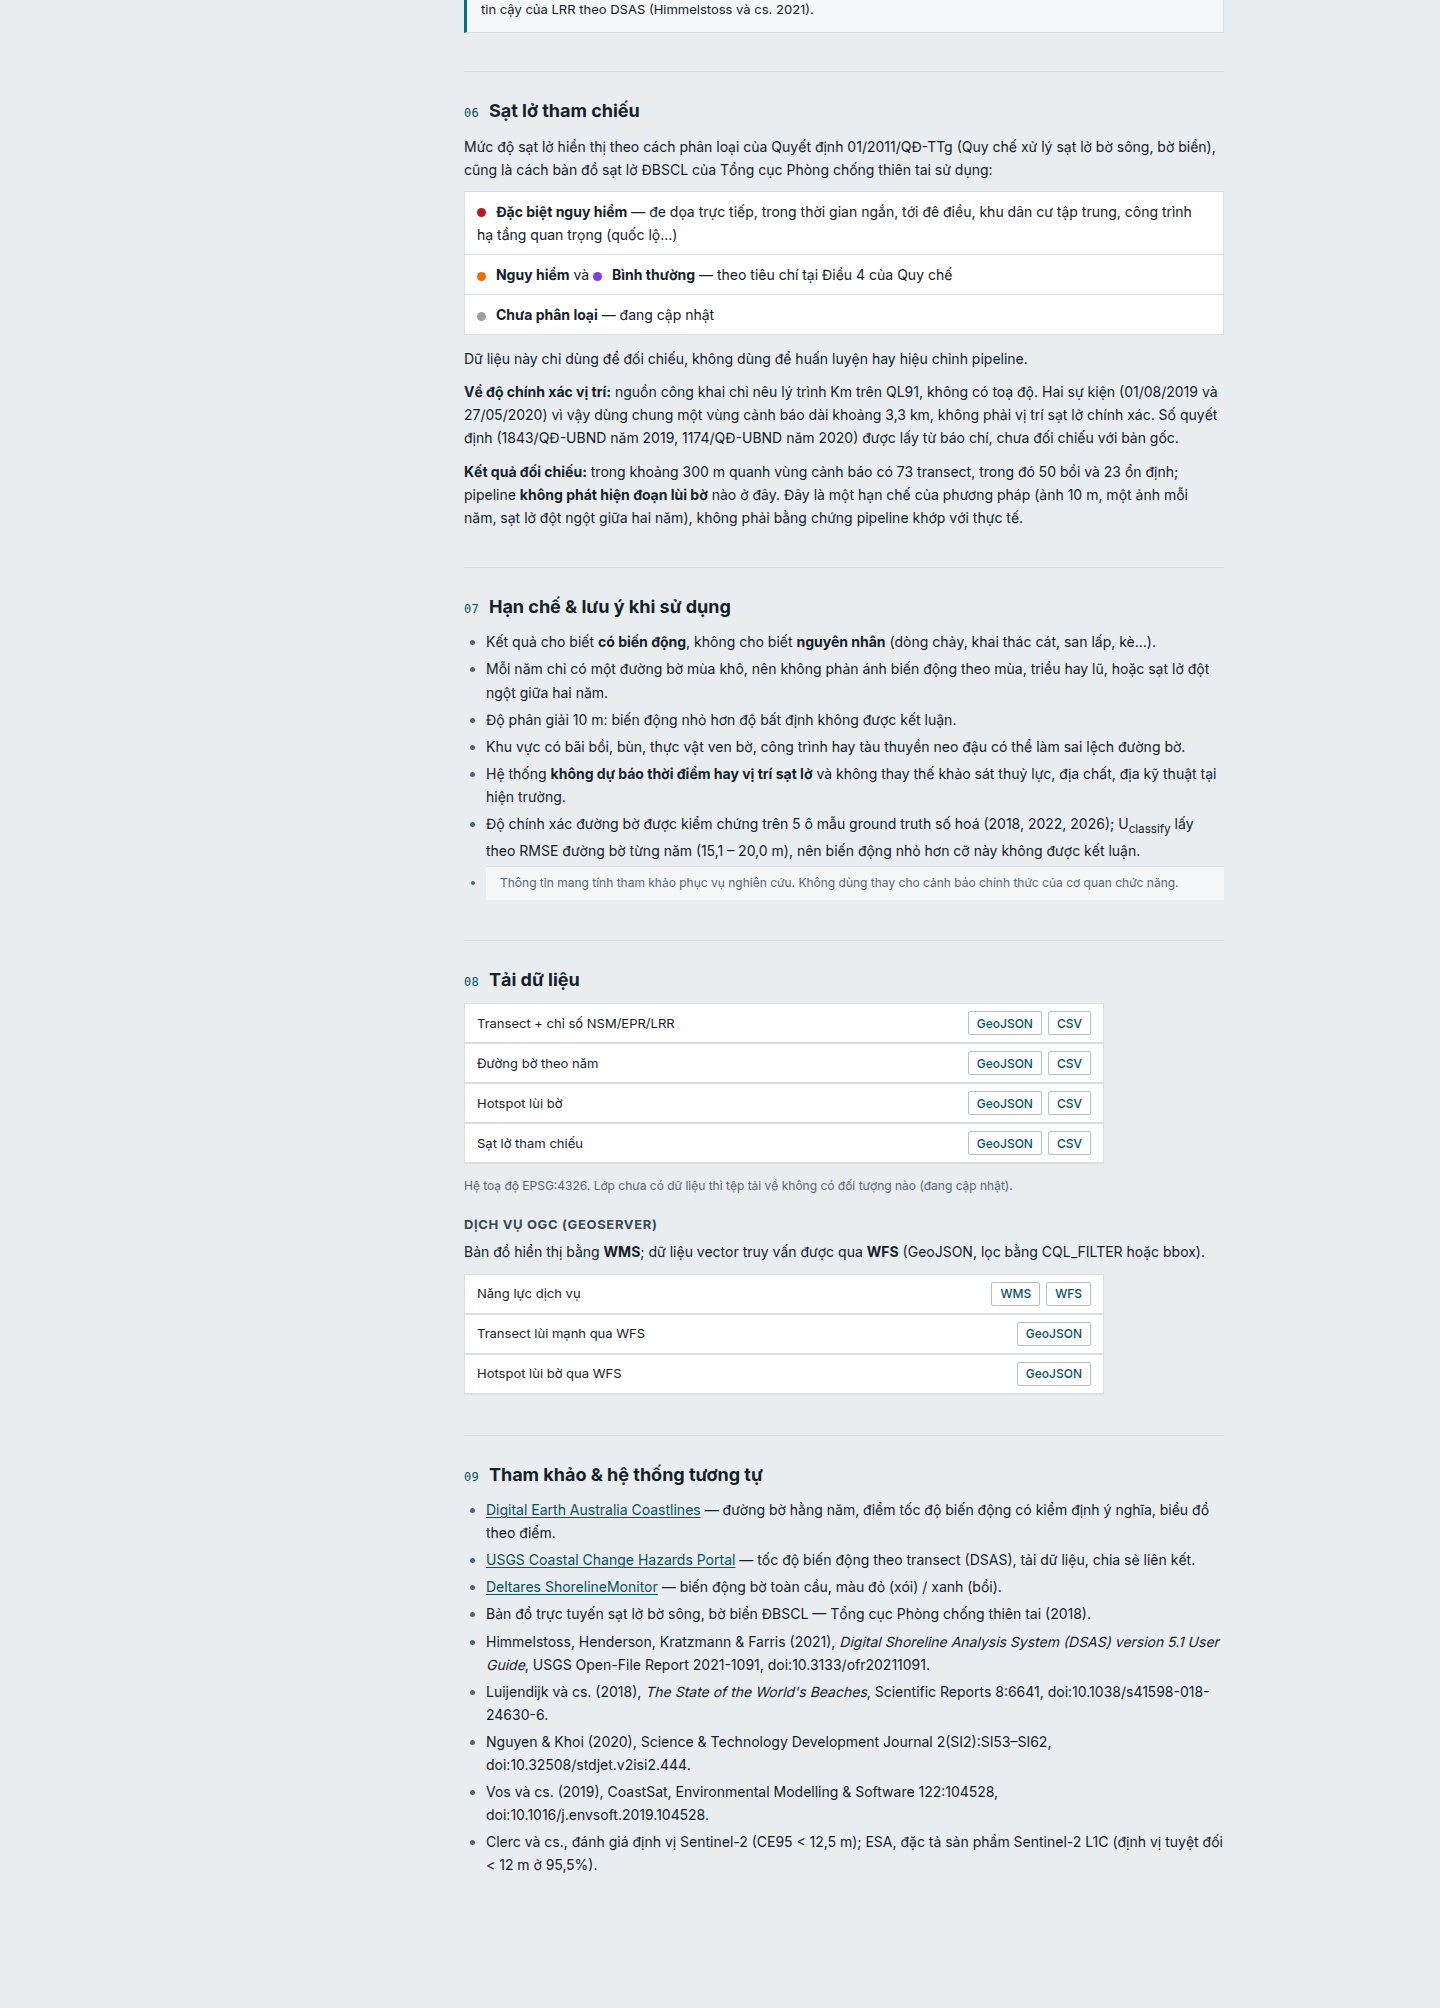 tin cậy của LRR theo DSAS (Himmelstoss và cs. 2021).
06 Sạt lở tham chiếu
Mức độ sạt lở hiển thị theo cách phân loại của Quyết định 01/2011/QĐ-TTg (Quy chế xử lý sạt lở bờ sông, bờ biển),
cũng là cách bản đồ sạt lở ĐBSCL của Tổng cục Phòng chống thiên tai sử dụng:
Đặc biệt nguy hiểm — đe dọa trực tiếp, trong thời gian ngắn, tới đê điều, khu dân cư tập trung, công trình
hạ tầng quan trọng (quốc lộ...)
Nguy hiểm và Bình thường — theo tiêu chí tại Điều 4 của Quy chế
Chưa phân loại — đang cập nhật
Dữ liệu này chỉ dùng để đối chiếu, không dùng để huấn luyện hay hiệu chỉnh pipeline.
Về độ chính xác vị trí: nguồn công khai chỉ nêu lý trình Km trên QL91, không có toạ độ. Hai sự kiện (01/08/2019 và
27/05/2020) vì vậy dùng chung một vùng cảnh báo dài khoảng 3,3 km, không phải vị trí sạt lở chính xác. Số quyết
định (1843/QĐ-UBND năm 2019, 1174/QĐ-UBND năm 2020) được lấy từ báo chí, chưa đối chiếu với bản gốc.
Kết quả đối chiếu: trong khoảng 300 m quanh vùng cảnh báo có 73 transect, trong đó 50 bồi và 23 ổn định;
pipeline không phát hiện đoạn lùi bờ nào ở đây. Đây là một hạn chế của phương pháp (ảnh 10 m, một ảnh mỗi
năm, sạt lở đột ngột giữa hai năm), không phải bằng chứng pipeline khớp với thực tế.
07 Hạn chế & lưu ý khi sử dụng
Kết quả cho biết có biến động, không cho biết nguyên nhân (dòng chảy, khai thác cát, san lấp, kè...).
Mỗi năm chỉ có một đường bờ mùa khô, nên không phản ánh biến động theo mùa, triều hay lũ, hoặc sạt lở đột
ngột giữa hai năm.
Độ phân giải 10 m: biến động nhỏ hơn độ bất định không được kết luận.
Khu vực có bãi bồi, bùn, thực vật ven bờ, công trình hay tàu thuyền neo đậu có thể làm sai lệch đường bờ.
Hệ thống không dự báo thời điểm hay vị trí sạt lở và không thay thế khảo sát thuỷ lực, địa chất, địa kỹ thuật tại
hiện trường.
Độ chính xác đường bờ được kiểm chứng trên 5 ô mẫu ground truth số hoá (2018, 2022, 2026); Uclassify lấy
theo RMSE đường bờ từng năm (15,1 – 20,0 m), nên biến động nhỏ hơn cỡ này không được kết luận.
Thông tin mang tính tham khảo phục vụ nghiên cứu. Không dùng thay cho cảnh báo chính thức của cơ quan chức năng.
08 Tải dữ liệu
Transect + chỉ số NSM/EPR/LRR GeoJSON CSV
Đường bờ theo năm GeoJSON CSV
Hotspot lùi bờ GeoJSON CSV
Sạt lở tham chiếu GeoJSON CSV
Hệ toạ độ EPSG:4326. Lớp chưa có dữ liệu thì tệp tải về không có đối tượng nào (đang cập nhật).
DỊCH VỤ OGC (GEOSERVER)
Bản đồ hiển thị bằng WMS; dữ liệu vector truy vấn được qua WFS (GeoJSON, lọc bằng CQL_FILTER hoặc bbox).
Năng lực dịch vụ WMS WFS
Transect lùi mạnh qua WFS GeoJSON
Hotspot lùi bờ qua WFS GeoJSON
09 Tham khảo & hệ thống tương tự
Digital Earth Australia Coastlines — đường bờ hằng năm, điểm tốc độ biến động có kiểm định ý nghĩa, biểu đồ
theo điểm.
USGS Coastal Change Hazards Portal — tốc độ biến động theo transect (DSAS), tải dữ liệu, chia sẻ liên kết.
Deltares ShorelineMonitor — biến động bờ toàn cầu, màu đỏ (xói) / xanh (bồi).
Bản đồ trực tuyến sạt lở bờ sông, bờ biển ĐBSCL — Tổng cục Phòng chống thiên tai (2018).
Himmelstoss, Henderson, Kratzmann & Farris (2021), Digital Shoreline Analysis System (DSAS) version 5.1 User
Guide, USGS Open-File Report 2021-1091, doi:10.3133/ofr20211091.
Luijendijk và cs. (2018), The State of the World's Beaches, Scientific Reports 8:6641, doi:10.1038/s41598-018-
24630-6.
Nguyen & Khoi (2020), Science & Technology Development Journal 2(SI2):SI53–SI62,
doi:10.32508/stdjet.v2isi2.444.
Vos và cs. (2019), CoastSat, Environmental Modelling & Software 122:104528,
doi:10.1016/j.envsoft.2019.104528.
Clerc và cs., đánh giá định vị Sentinel-2 (CE95 < 12,5 m); ESA, đặc tả sản phẩm Sentinel-2 L1C (định vị tuyệt đối
< 12 m ở 95,5%).